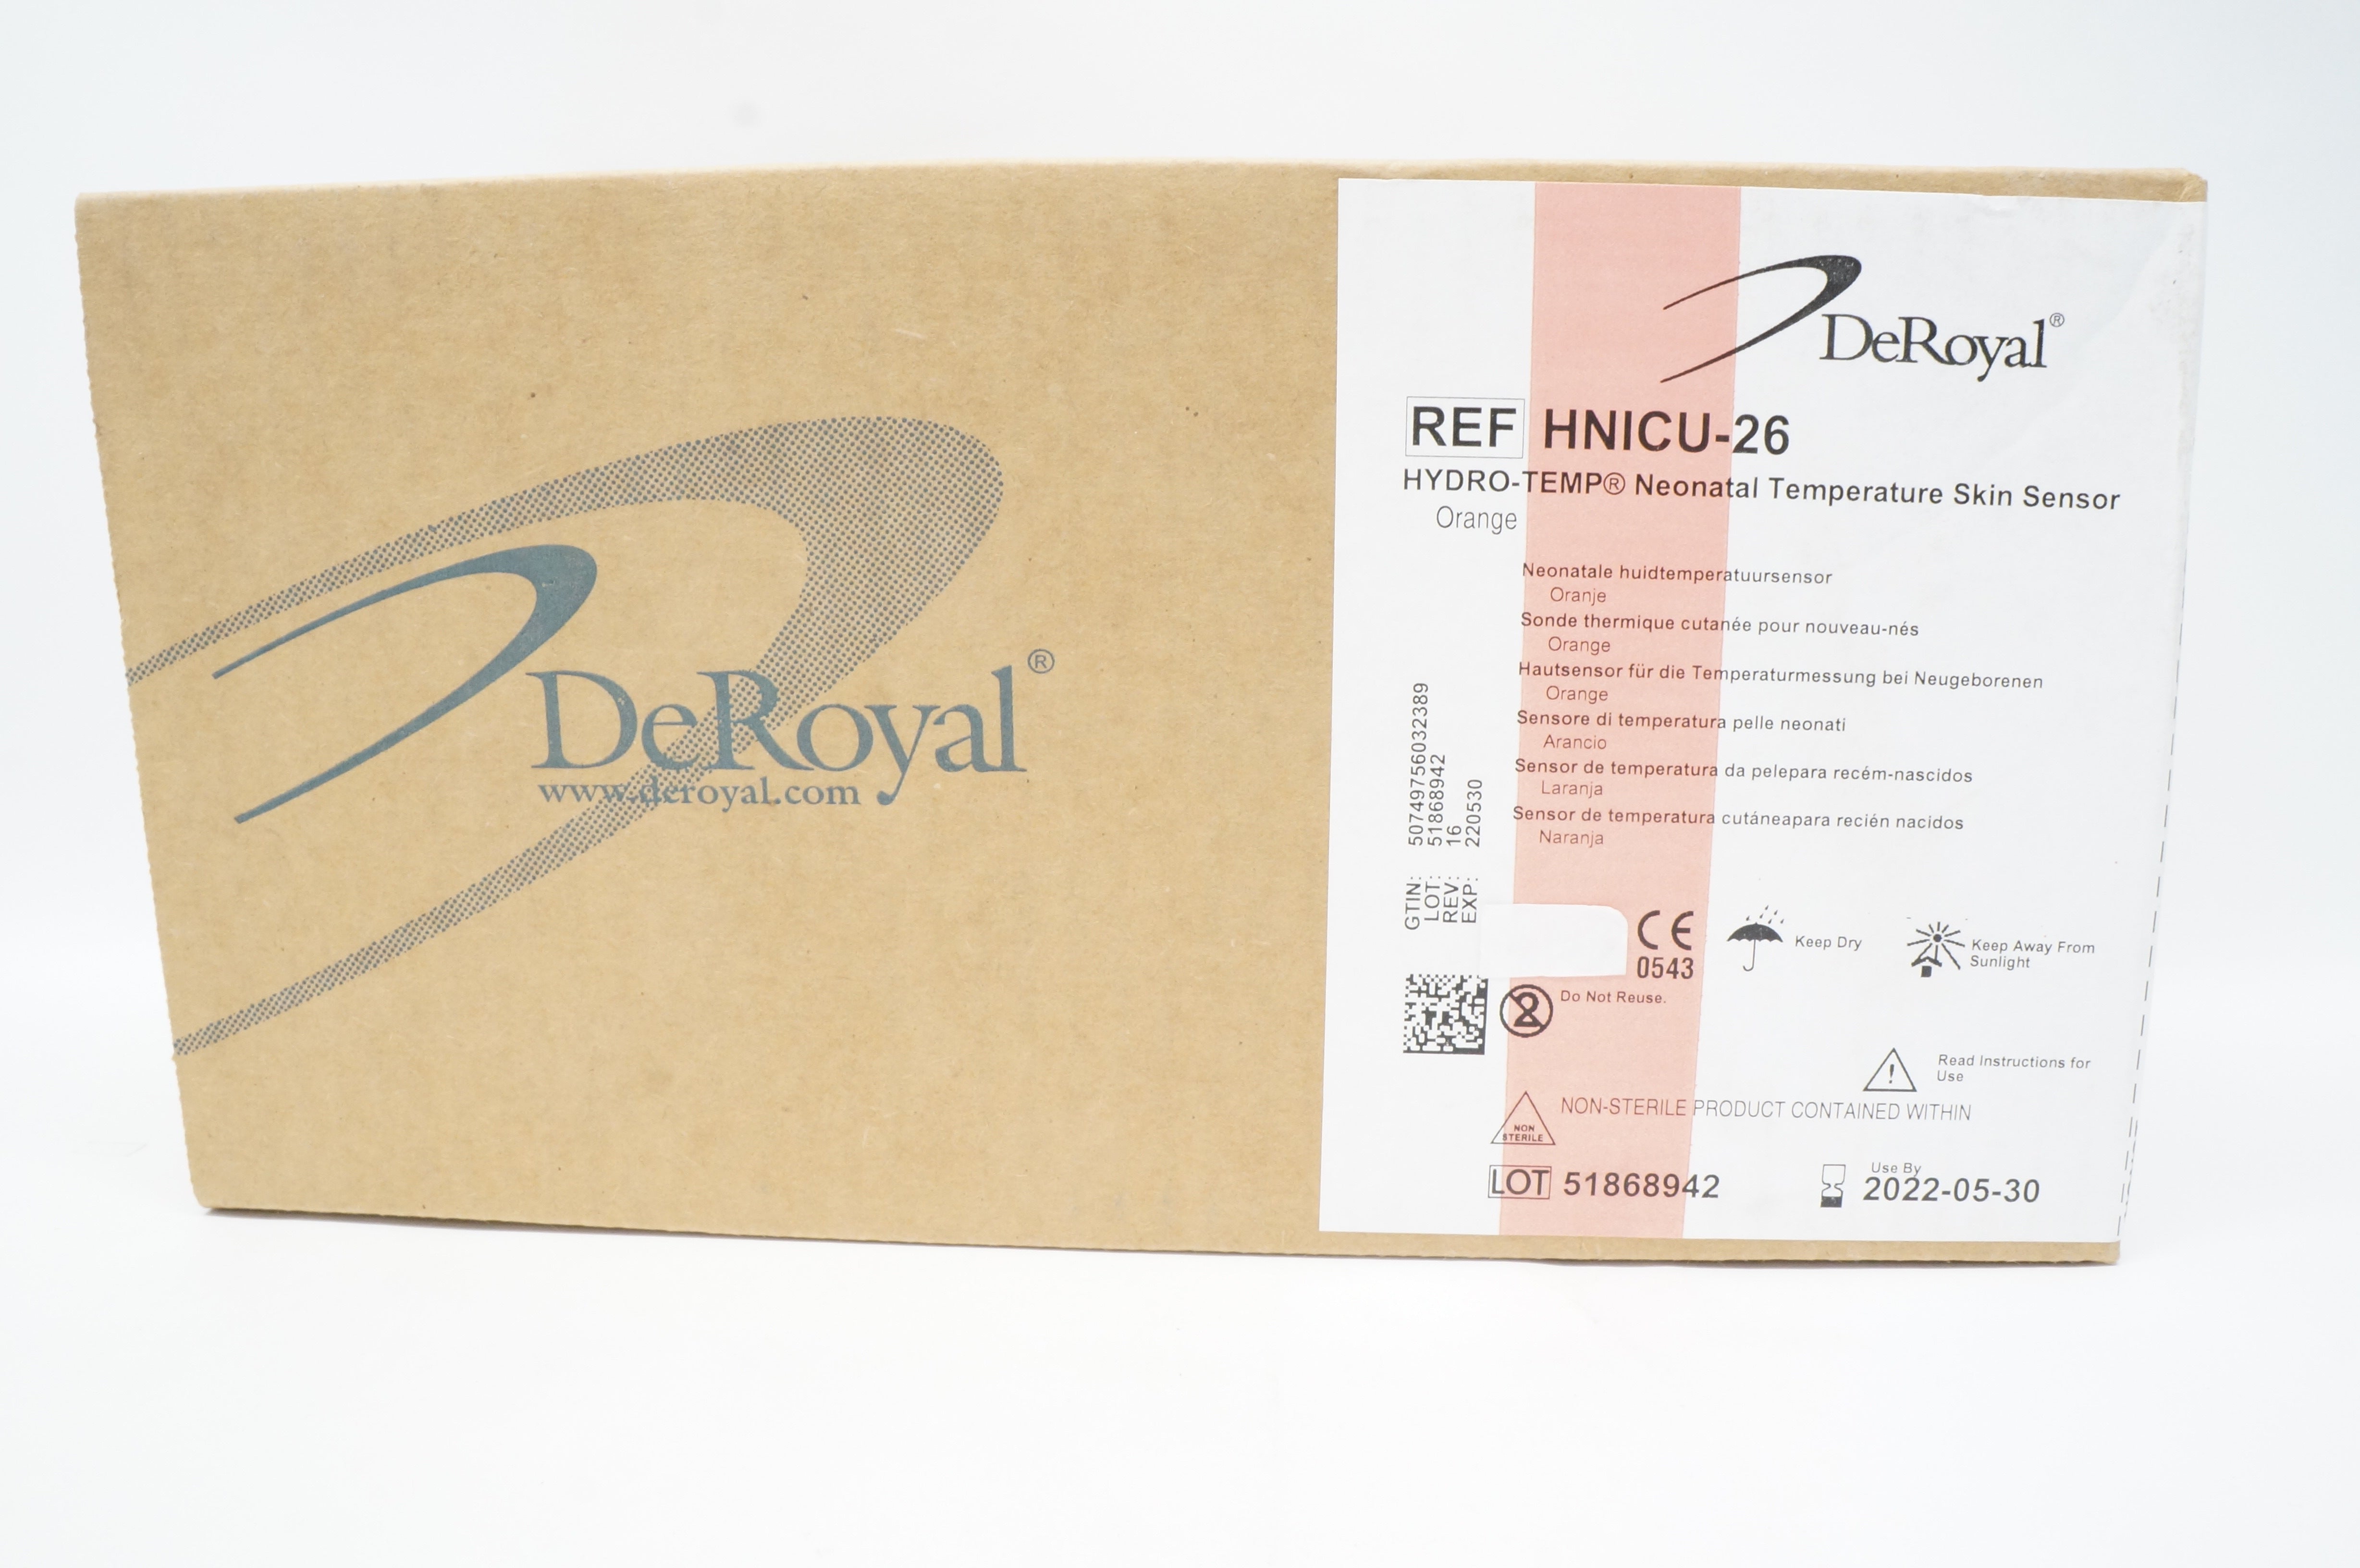 DeRoyal®
www.deroyal.com
DeRoyal®
REF HNICU-26
HYDRO-TEMP® Neonatal Temperature Skin Sensor
Orange
Neonatale huidtemperatuursensor
Oranje
Sonde thermique cutanée pour nouveau-nés
Orange
Hautsensor für die Temperaturmessung bei Neugeborenen
Orange
Sensore di temperatura pelle neonati
Arancio
Sensor de temperatura da pelepara recém-nascidos
Laranja
Sensor de temperatura cutáneapara recién nacidos
Naranja
GTIN: 50749756032389
LOT: 51868942
REV: 16
EXP: 220530
CE
0543
Keep Dry
Keep Away From
Sunlight
2
Do Not Reuse.
!
Read Instructions for
Use
NON
STERILE
NON-STERILE PRODUCT CONTAINED WITHIN
LOT 51868942
Use By
2022-05-30